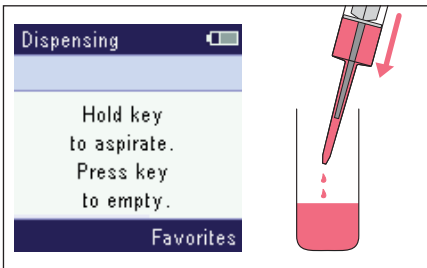 Dispensing
Hold key
to aspirate.
Press key
to empty.
Favorites